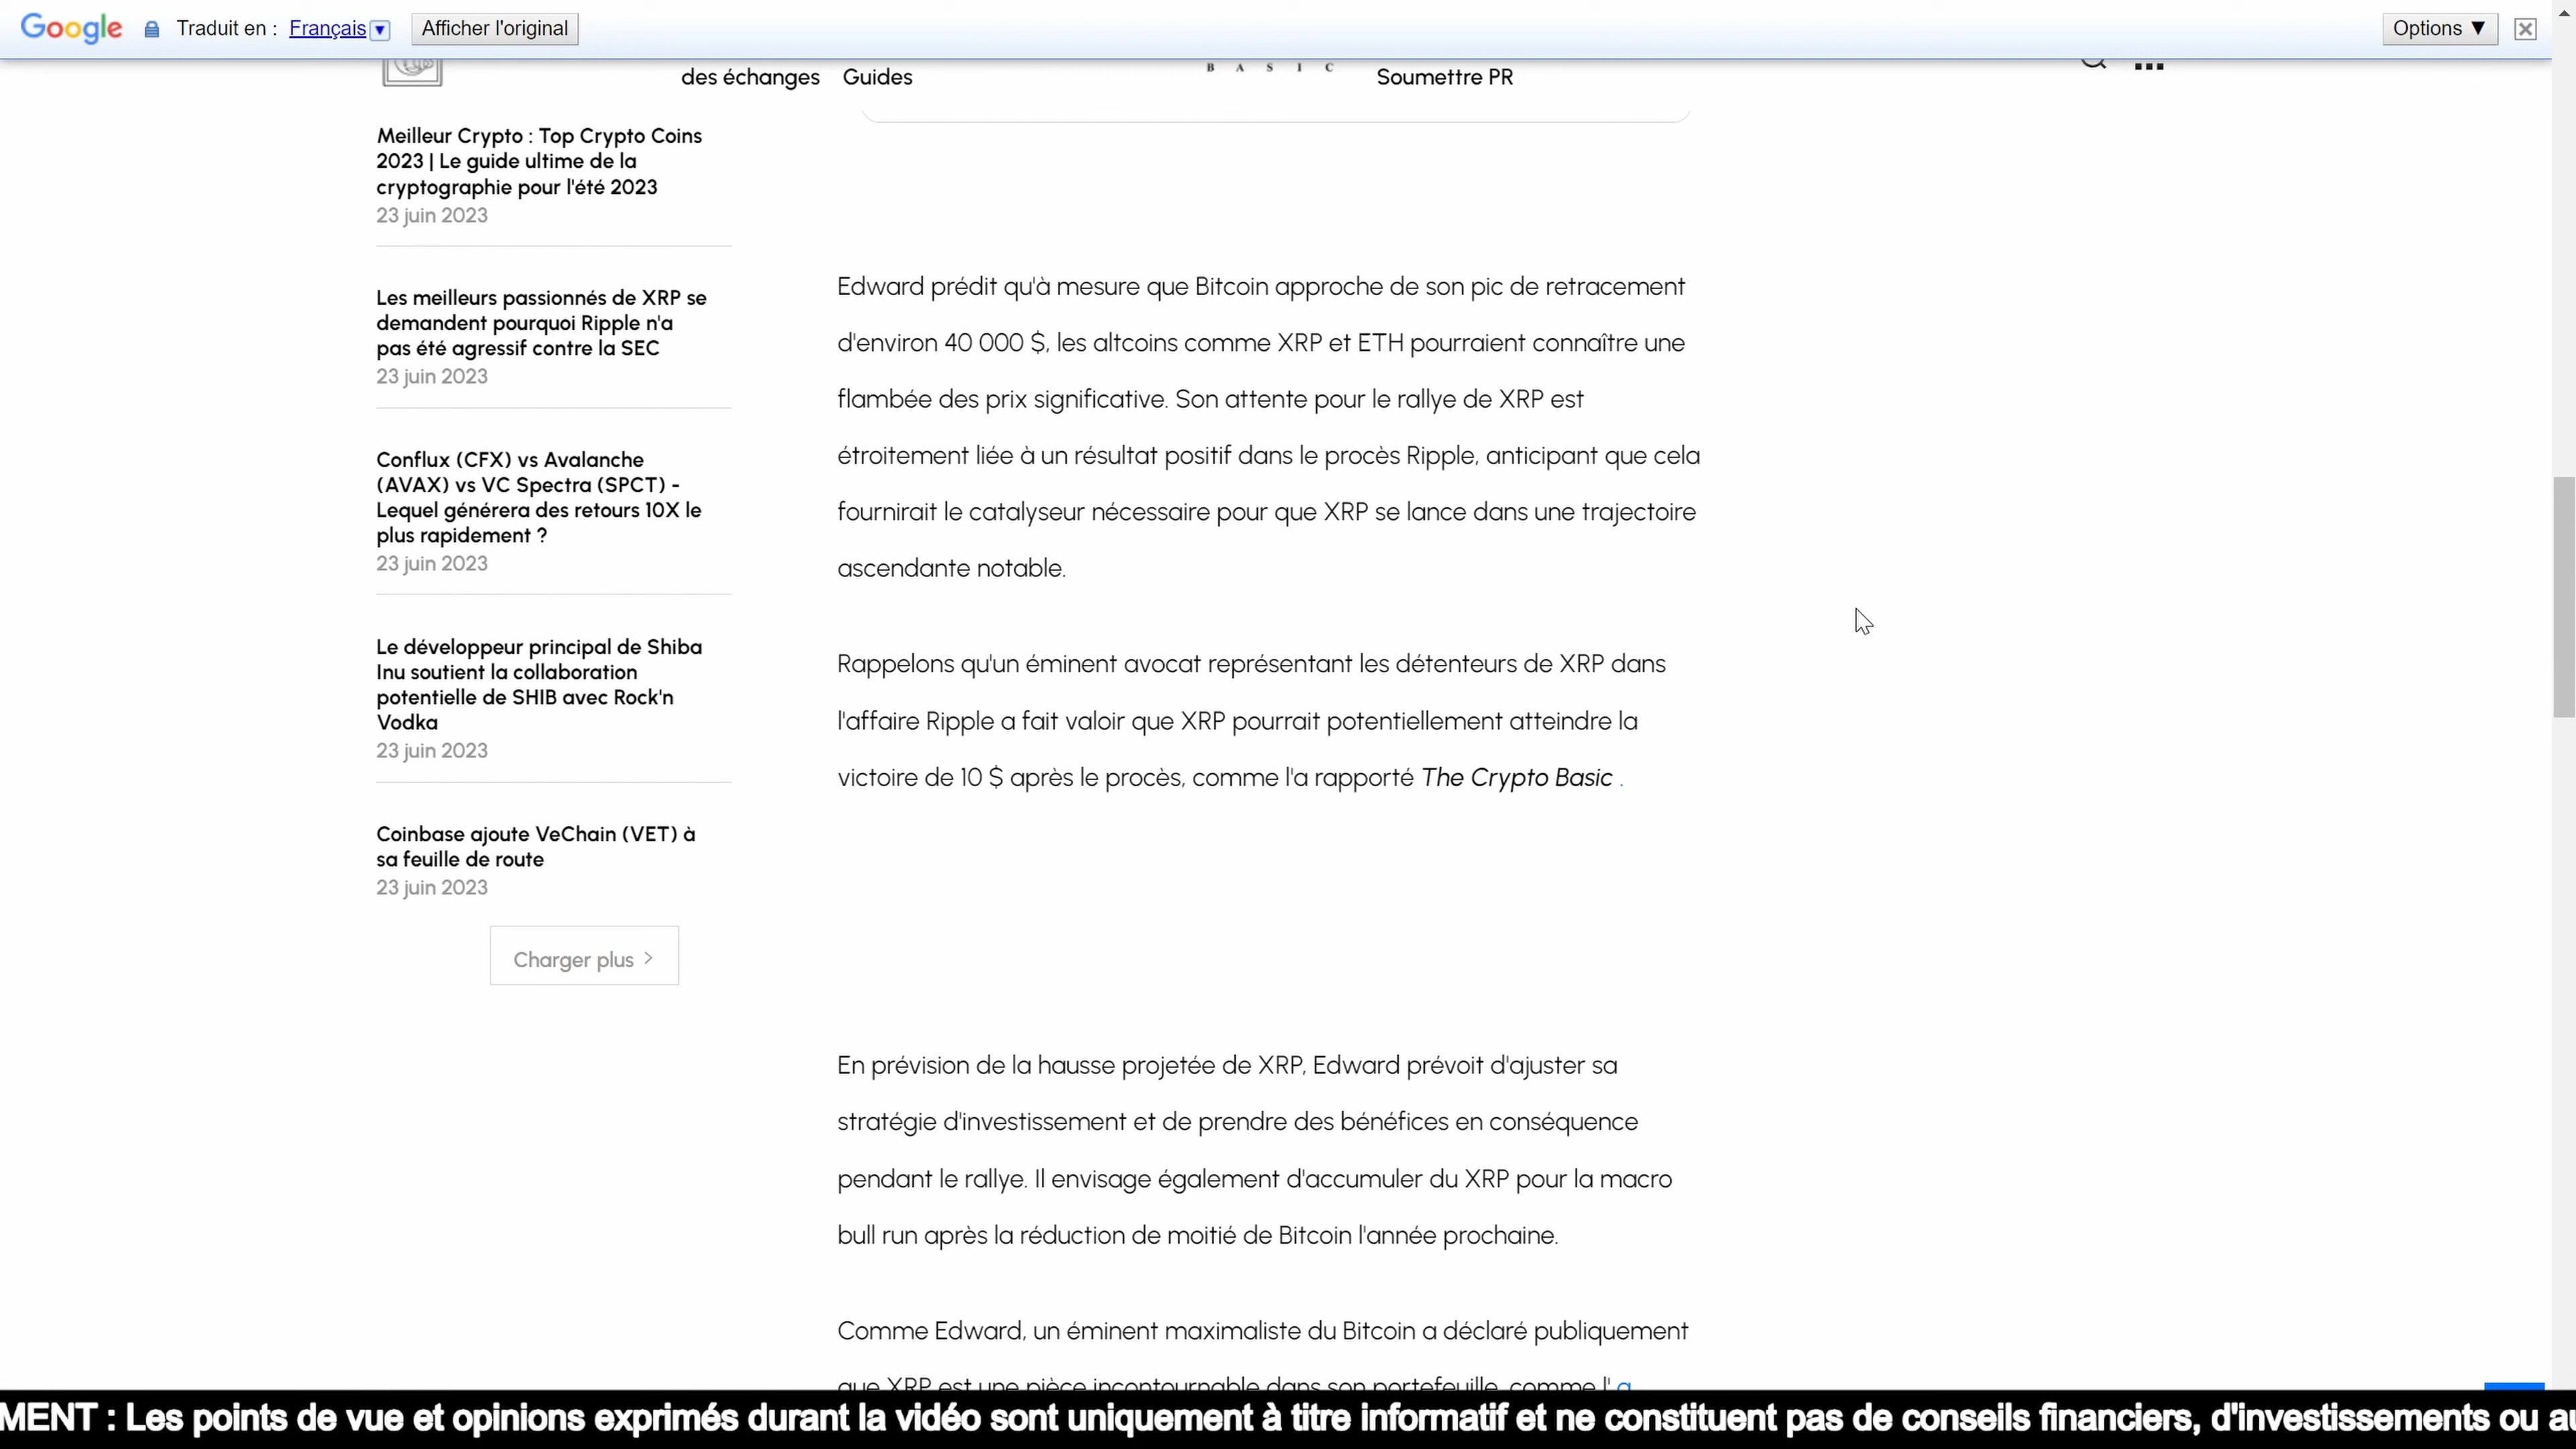 Google Traduit en : Français ▼ Afficher l'original Options ▼
des échanges Guides BASIC Soumettre PR
Meilleur Crypto : Top Crypto Coins
2023 | Le guide ultime de la
cryptographie pour l'été 2023
23 juin 2023
Les meilleurs passionnés de XRP se
demandent pourquoi Ripple n'a
pas été agressif contre la SEC
23 juin 2023
Conflux (CFX) vs Avalanche
(AVAX) vs VC Spectra (SPCT) -
Lequel générera des retours 10X le
plus rapidement ?
23 juin 2023
Le développeur principal de Shiba
Inu soutient la collaboration
potentielle de SHIB avec Rock'n
Vodka
23 juin 2023
Coinbase ajoute VeChain (VET) à
sa feuille de route
23 juin 2023
Charger plus >
Edward prédit qu'à mesure que Bitcoin approche de son pic de retracement
d'environ 40 000 $, les altcoins comme XRP et ETH pourraient connaître une
flambée des prix significative. Son attente pour le rallye de XRP est
étroitement liée à un résultat positif dans le procès Ripple, anticipant que cela
fournirait le catalyseur nécessaire pour que XRP se lance dans une trajectoire
ascendante notable.
Rappelons qu'un éminent avocat représentant les détenteurs de XRP dans
l'affaire Ripple a fait valoir que XRP pourrait potentiellement atteindre la
victoire de 10 $ après le procès, comme l'a rapporté The Crypto Basic .
En prévision de la hausse projetée de XRP, Edward prévoit d'ajuster sa
stratégie d'investissement et de prendre des bénéfices en conséquence
pendant le rallye. Il envisage également d'accumuler du XRP pour la macro
bull run après la réduction de moitié de Bitcoin l'année prochaine.
Comme Edward, un éminent maximaliste du Bitcoin a déclaré publiquement
que XRP est une pièce incontournable dans son portefeuille, comme l' a
MENT : Les points de vue et opinions exprimés durant la vidéo sont uniquement à titre informatif et ne constituent pas de conseils financiers, d'investissements ou au